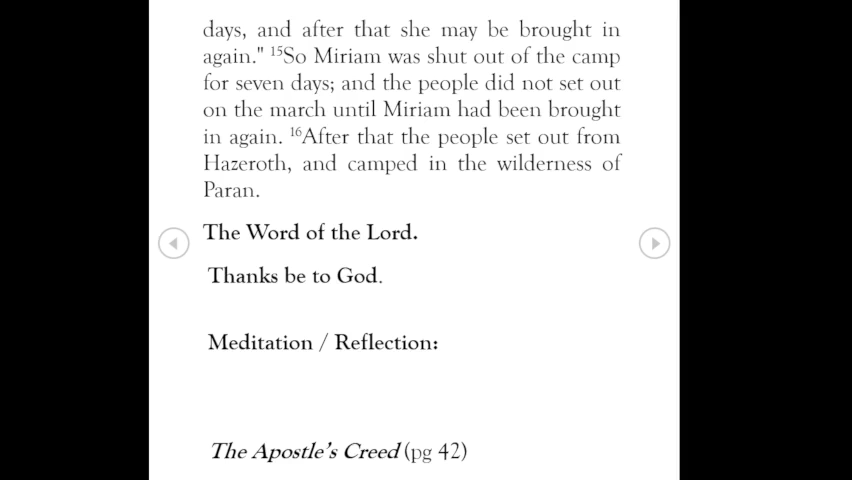 days, and after that she may be brought in
again." 15So Miriam was shut out of the camp
for seven days; and the people did not set out
on the march until Miriam had been brought
in again. 16After that the people set out from
Hazeroth, and camped in the wilderness of
Paran.
The Word of the Lord.
Thanks be to God.
Meditation / Reflection:
The Apostle's Creed (pg 42)